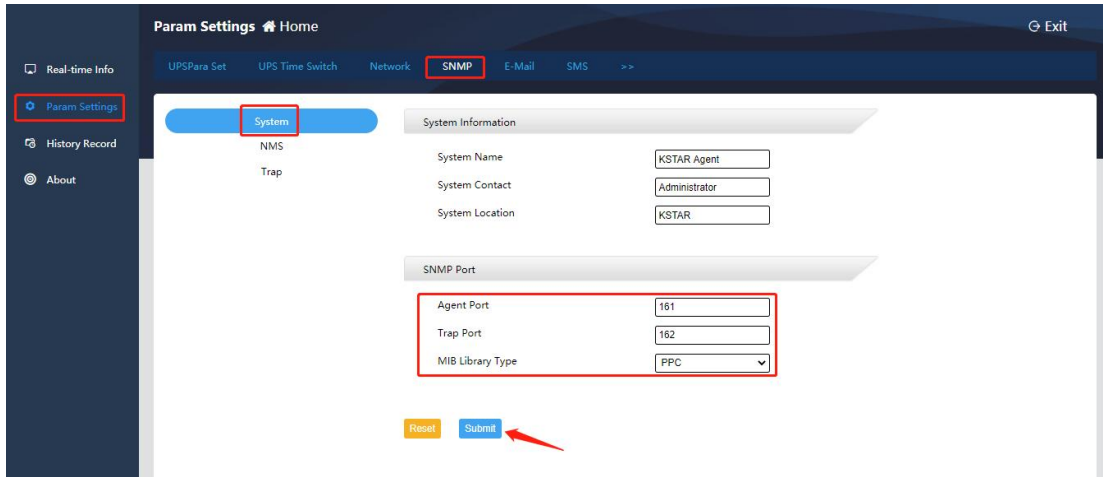 Param Settings Home
Exit
UPSPara Set UPS Time Switch Network SNMP E-Mail SMS >>
Real-time Info
Param Settings
History Record
About
System
NMS
Trap
System Information
System Name KSTAR Agent
System Contact Administrator
System Location KSTAR
SNMP Port
Agent Port 161
Trap Port 162
MIB Library Type PPC
Reset Submit